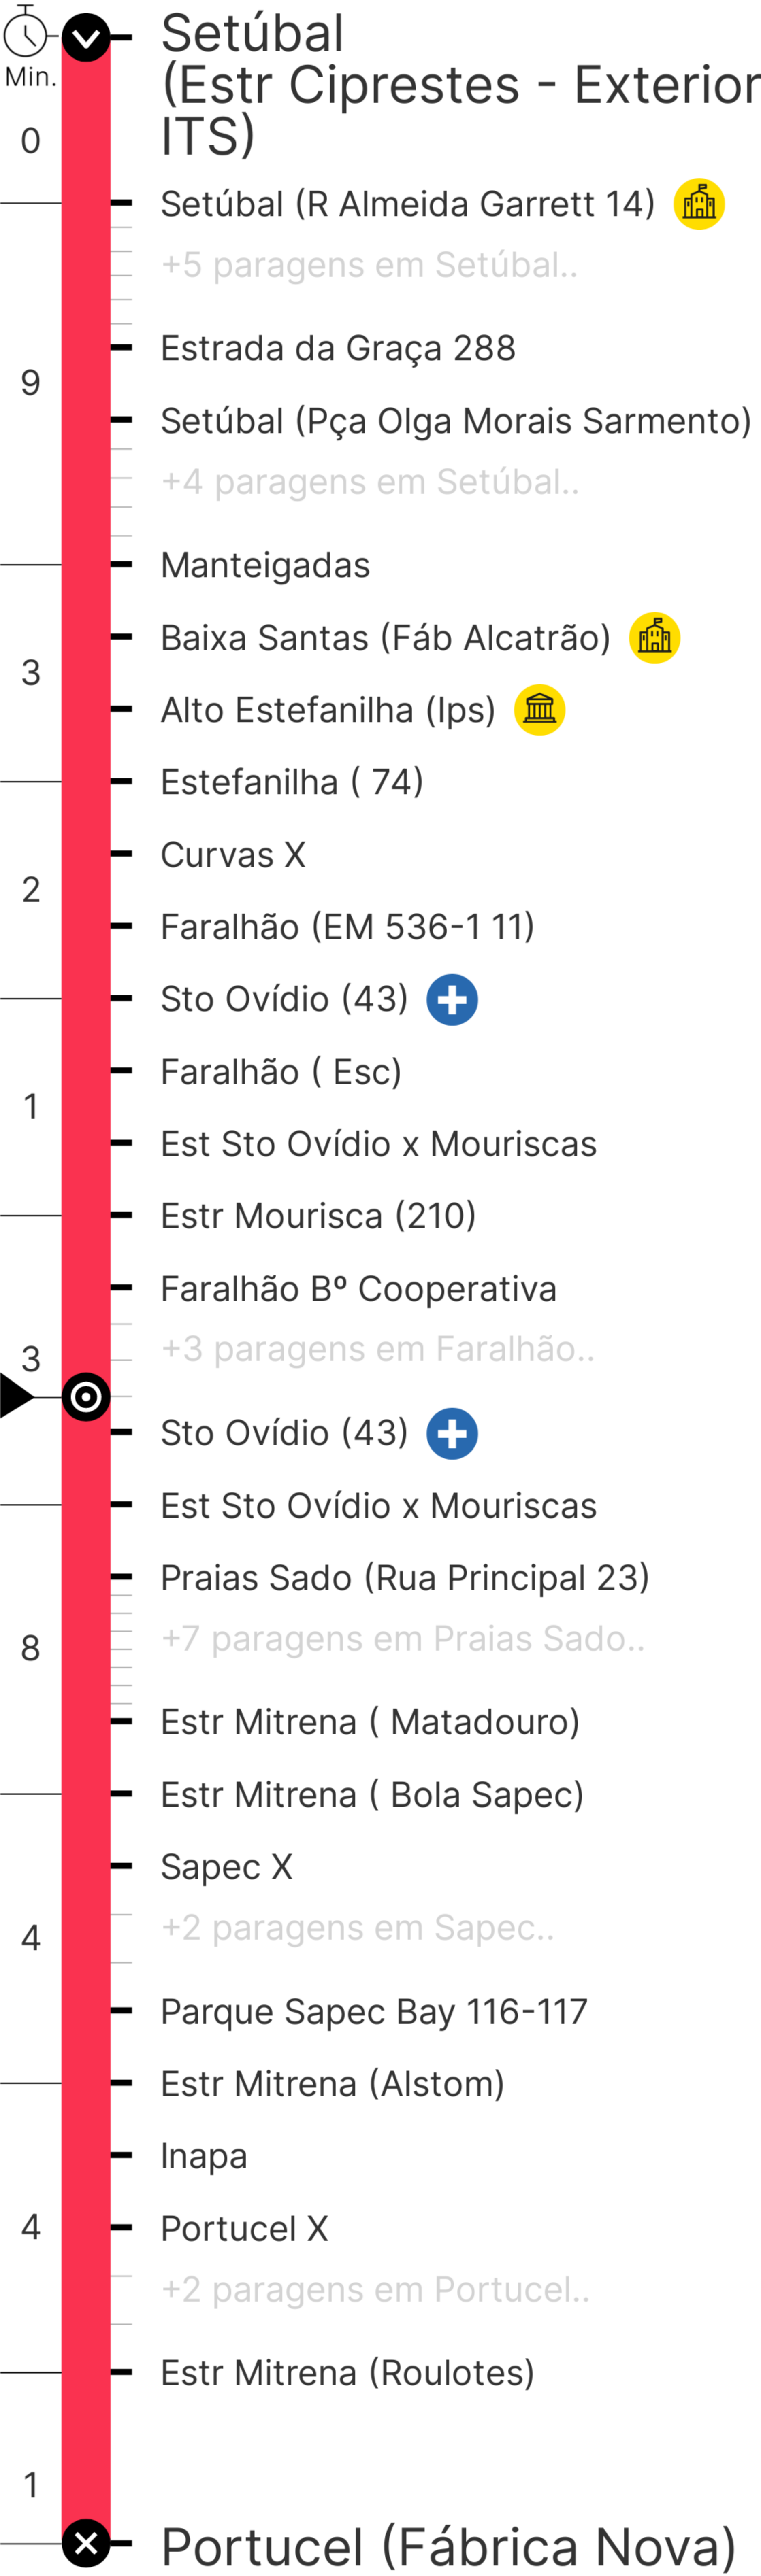 Setúbal
Min.
(Estr Ciprestes - Exterior
0
ITS)
Setúbal (R Almeida Garrett 14)
+5 paragens em Setúbal..
Estrada da Graça 288
9
Setúbal (Pça Olga Morais Sarmento)
+4 paragens em Setúbal..
Manteigadas
Baixa Santas (Fáb Alcatrão)
3
Alto Estefanilha (Ips)
Estefanilha ( 74)
Curvas X
2
Faralhão (EM 536-1 11)
Sto Ovídio (43)
Faralhão ( Esc)
1
Est Sto Ovídio x Mouriscas
Estr Mourisca (210)
Faralhão Bº Cooperativa
+3 paragens em Faralhão..
3
Sto Ovídio (43)
Est Sto Ovídio x Mouriscas
Praias Sado (Rua Principal 23)
+7 paragens em Praias Sado..
8
Estr Mitrena ( Matadouro)
Estr Mitrena ( Bola Sapec)
Sapec X
+2 paragens em Sapec..
4
Parque Sapec Bay 116-117
Estr Mitrena (Alstom)
Inapa
4
Portucel X
+2 paragens em Portucel..
Estr Mitrena (Roulotes)
1
Portucel (Fábrica Nova)